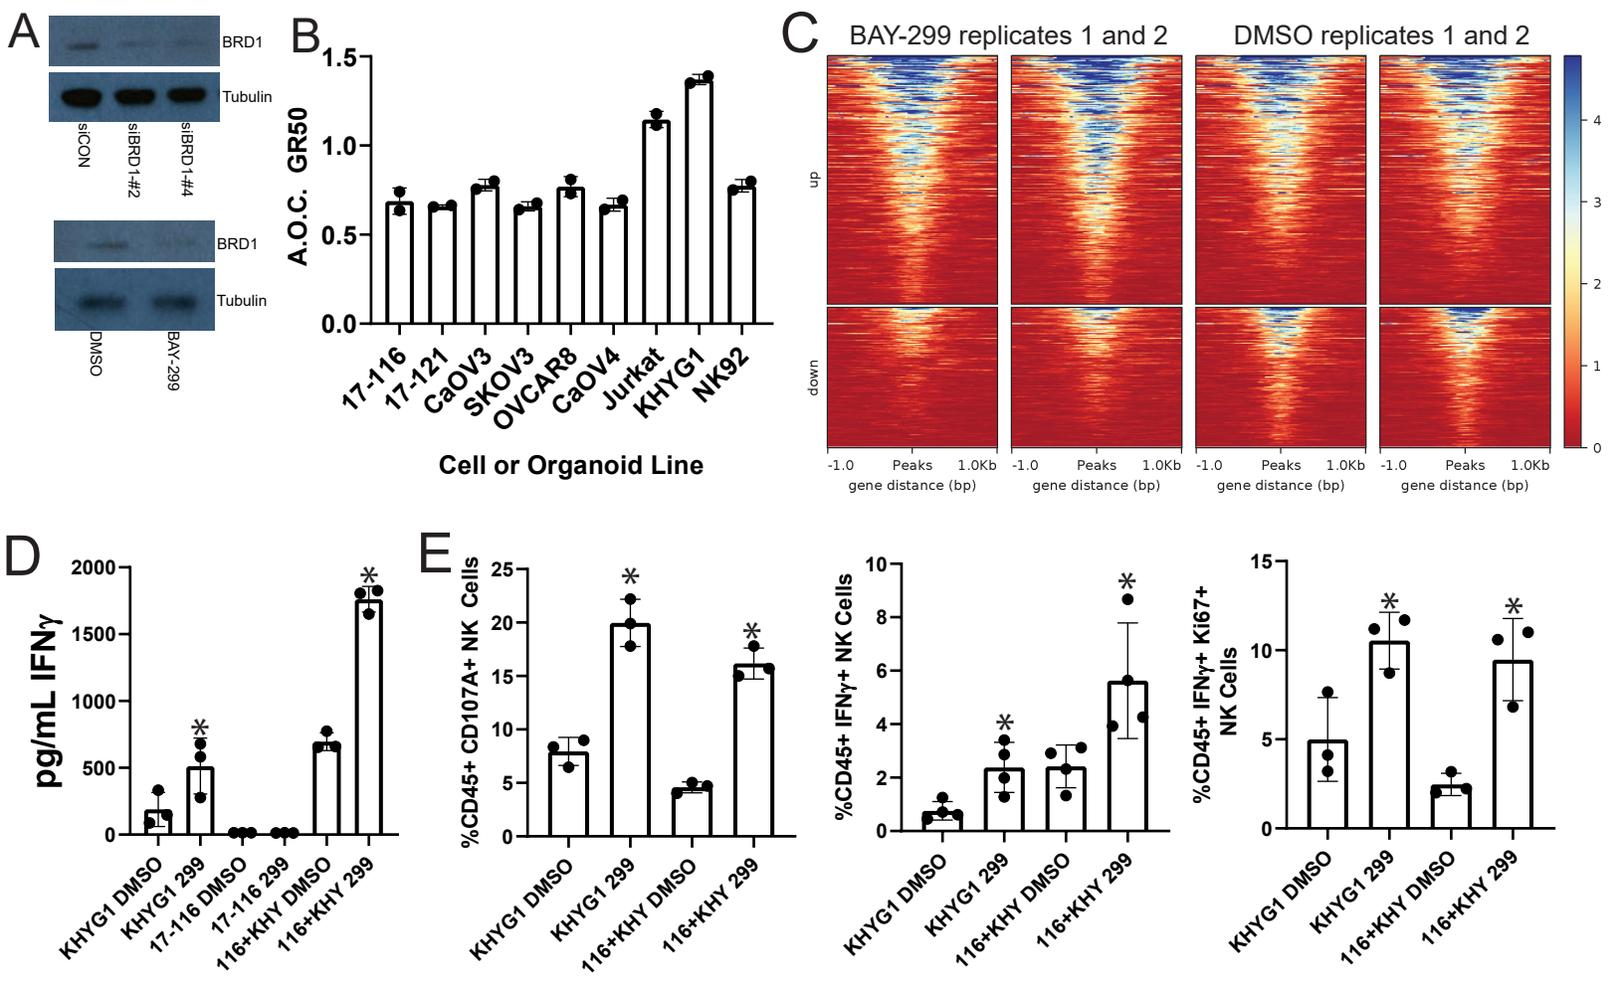 A
BRD1
Tubulin
siCON
siBRD1-#2
siBRD1-#4
BRD1
Tubulin
DMSO
BAY-299
B
A.O.C. GR50
1.5
1.0
0.5
0.0
17-116
17-121
CaOV3
SKOV3
OVCAR8
CaOV4
Jurkat
KHYG1
NK92
Cell or Organoid Line
C
BAY-299 replicates 1 and 2
DMSO replicates 1 and 2
up
down
4
3
2
1
0
-1.0 Peaks 1.0Kb
gene distance (bp)
-1.0 Peaks 1.0Kb
gene distance (bp)
-1.0 Peaks 1.0Kb
gene distance (bp)
-1.0 Peaks 1.0Kb
gene distance (bp)
D
pg/mL IFNγ
2000
1500
1000
500
0
*
*
KHYG1 DMSO
KHYG1 299
17-116 DMSO
17-116 299
116+KHY DMSO
116+KHY 299
E
%CD45+ CD107A+ NK Cells
25
20
15
10
5
0
*
*
KHYG1 DMSO
KHYG1 299
116+KHY DMSO
116+KHY 299
%CD45+ IFNγ+ NK Cells
10
8
6
4
2
0
*
*
KHYG1 DMSO
KHYG1 299
116+KHY DMSO
116+KHY 299
%CD45+ IFNγ+ Ki67+
NK Cells
15
10
5
0
*
*
KHYG1 DMSO
KHYG1 299
116+KHY DMSO
116+KHY 299